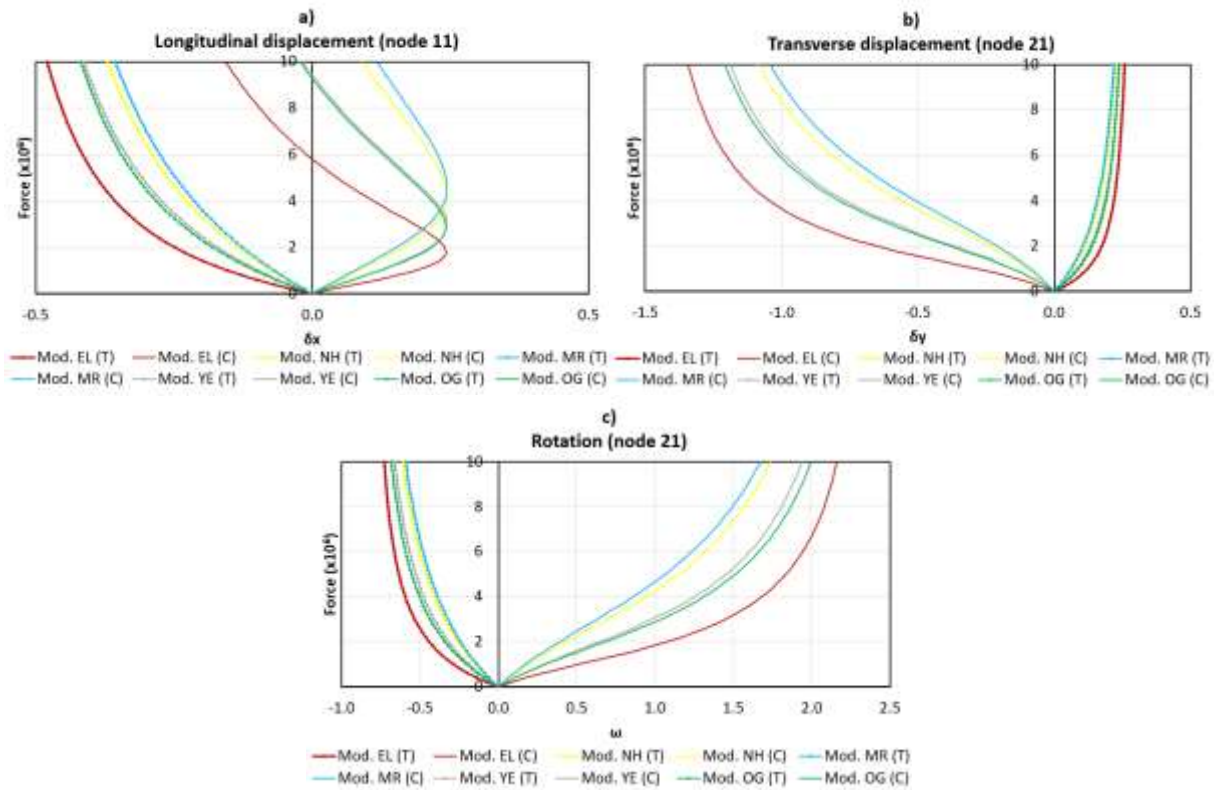 a)
Longitudinal displacement (node 11)
10
8
6
4
2
0
Force (x10⁶)
-0.5 0.0 0.5
δx
Mod. EL (T) Mod. EL (C) Mod. NH (T) Mod. NH (C) Mod. MR (T)
Mod. MR (C) Mod. YE (T) Mod. YE (C) Mod. OG (T) Mod. OG (C)
b)
Transverse displacement (node 21)
10
8
6
4
2
0
Force (x10⁶)
-1.5 -1.0 -0.5 0.0 0.5
δy
Mod. EL (T) Mod. EL (C) Mod. NH (T) Mod. NH (C) Mod. MR (T)
Mod. MR (C) Mod. YE (T) Mod. YE (C) Mod. OG (T) Mod. OG (C)
c)
Rotation (node 21)
10
8
6
4
2
0
Force (x10⁶)
-1.0 -0.5 0.0 0.5 1.0 1.5 2.0 2.5
ω
Mod. EL (T) Mod. EL (C) Mod. NH (T) Mod. NH (C) Mod. MR (T)
Mod. MR (C) Mod. YE (T) Mod. YE (C) Mod. OG (T) Mod. OG (C)